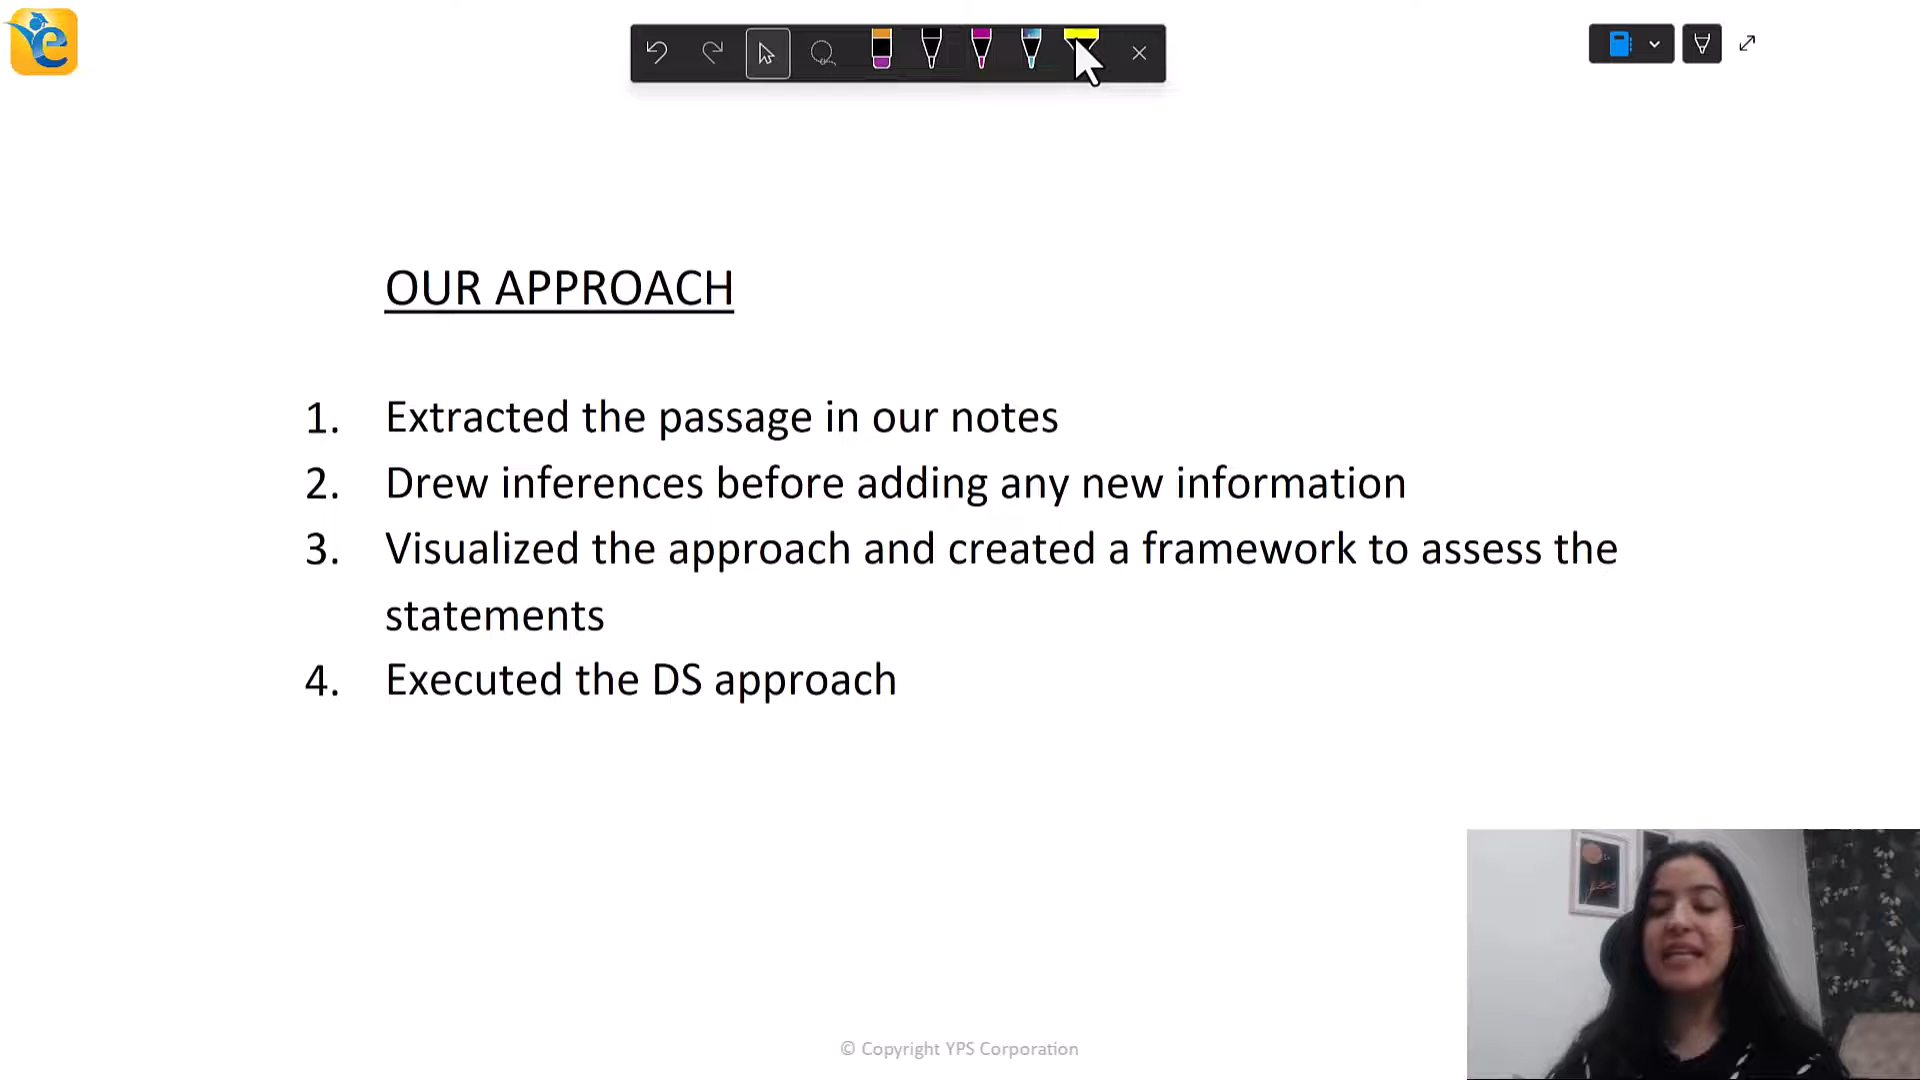 OUR APPROACH
1. Extracted the passage in our notes
2. Drew inferences before adding any new information
3. Visualized the approach and created a framework to assess the
statements
4. Executed the DS approach
© Copyright YPS Corporation